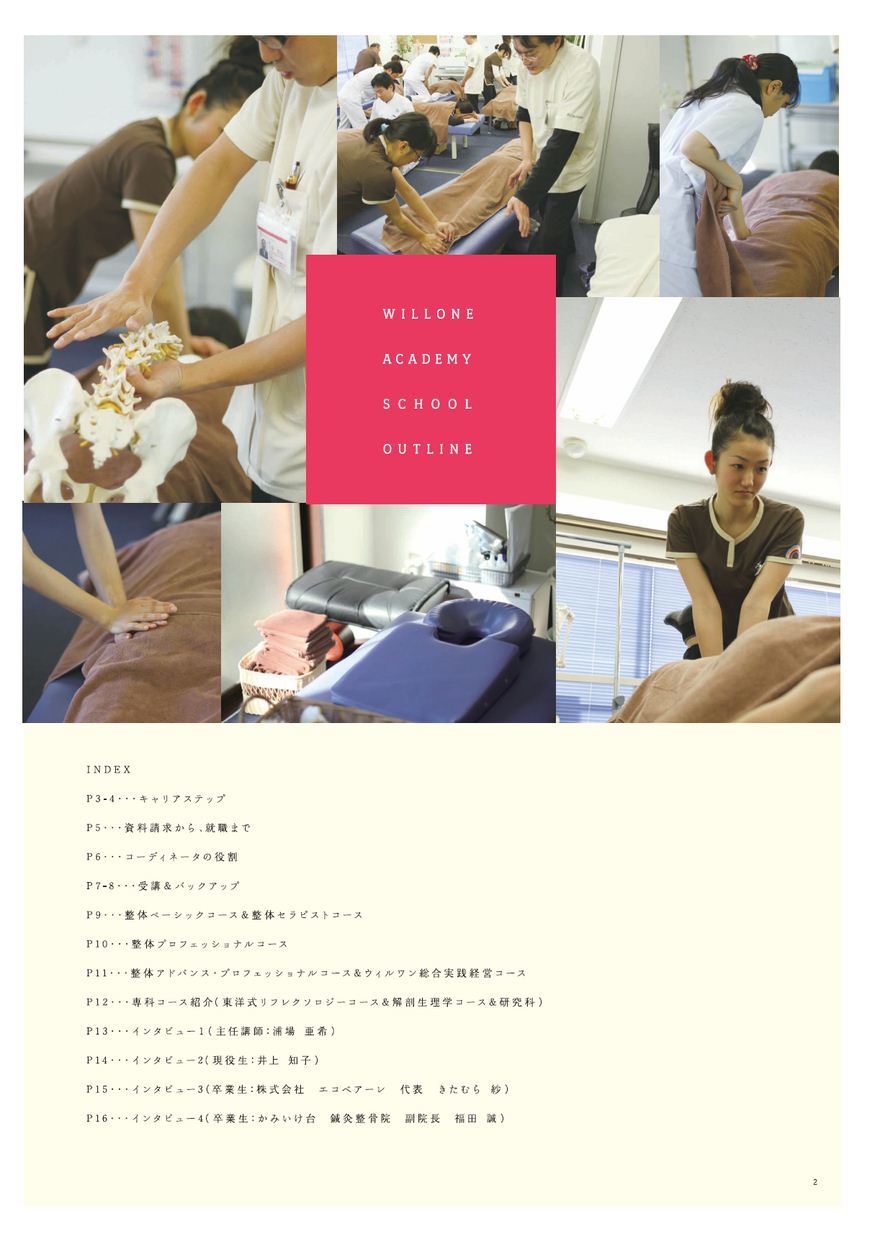 WILLONE
ACADEMY
SCHOOL
OUTLINE
INDEX
P3-4・・・キャリアステップ
P5・・・資料請求から、就職まで
P6・・・コーディネータの役割
P7-8・・・受講&バックアップ
P9・・・整体ベーシックコース&整体セラピストコース
P10・・・整体プロフェッショナルコース
P11・・・整体アドバンス・プロフェッショナルコース&ウィルワン総合実践経営コース
P12・・・専科コース紹介(東洋式リフレクソロジーコース&解剖生理学コース&研究科)
P13・・・インタビュー1(主任講師:浦場 亜希)
P14・・・インタビュー2(現役生:井上 知子)
P15・・・インタビュー3(卒業生:株式会社 エコベアーレ 代表 きたむら 紗)
P16・・・インタビュー4(卒業生:かみいけ台 鍼灸整骨院 副院長 福田 誠)
2